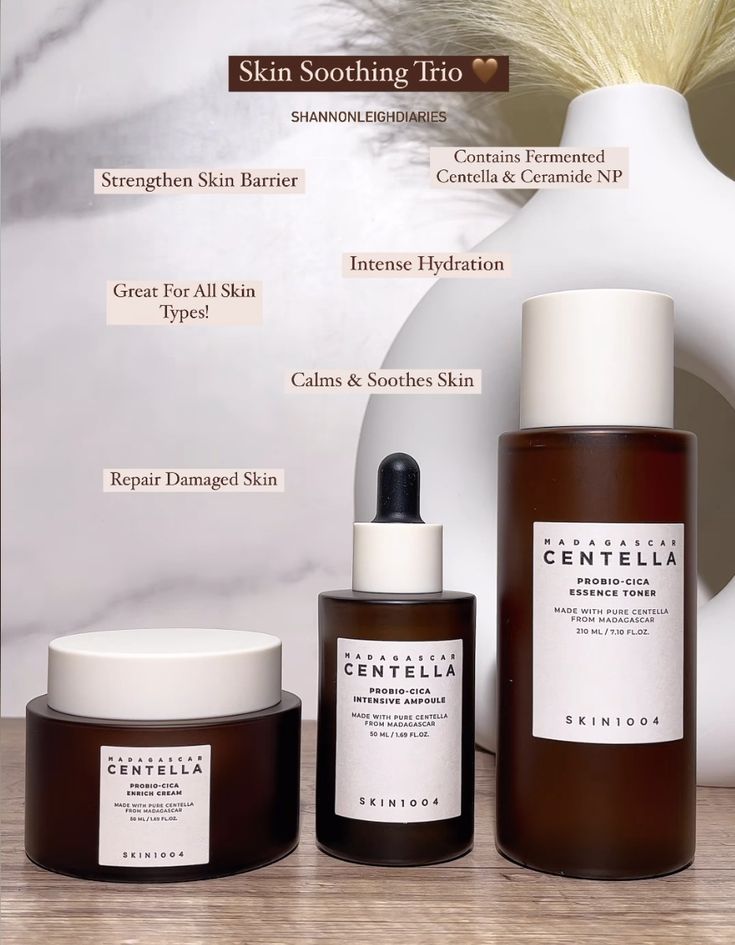 Skin Soothing Trio 🤎
SHANNONLEIGHDIARIES
Contains Fermented
Centella & Ceramide NP
Strengthen Skin Barrier
Intense Hydration
Great For All Skin
Types!
Calms & Soothes Skin
Repair Damaged Skin
MADAGASCAR
CENTELLA
PROBIO-CICA
ENRICH CREAM
MADE WITH PURE CENTELLA
FROM MADAGASCAR
50 ML / 1.69 FL.OZ.
SKIN1004
MADAGASCAR
CENTELLA
PROBIO-CICA
INTENSIVE AMPOULE
MADE WITH PURE CENTELLA
FROM MADAGASCAR
50 ML / 1.69 FL.OZ.
SKIN1004
MADAGASCAR
CENTELLA
PROBIO-CICA
ESSENCE TONER
MADE WITH PURE CENTELLA
FROM MADAGASCAR
210 ML / 7.10 FL.OZ.
SKIN1004